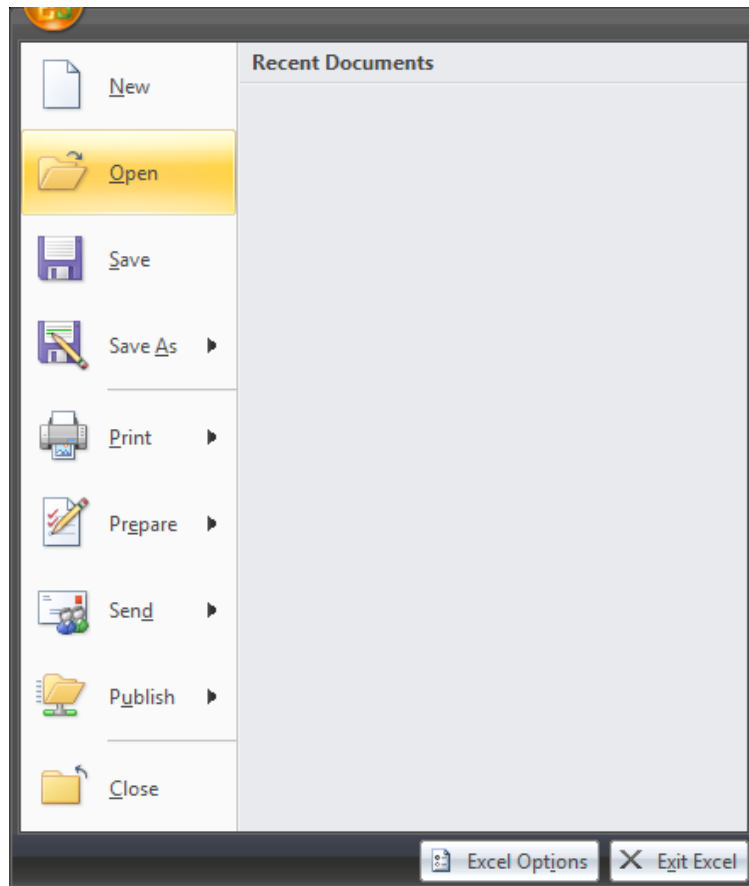 New
Open
Save
Save As
Print
Prepare
Send
Publish
Close
Recent Documents
Excel Options
Exit Excel